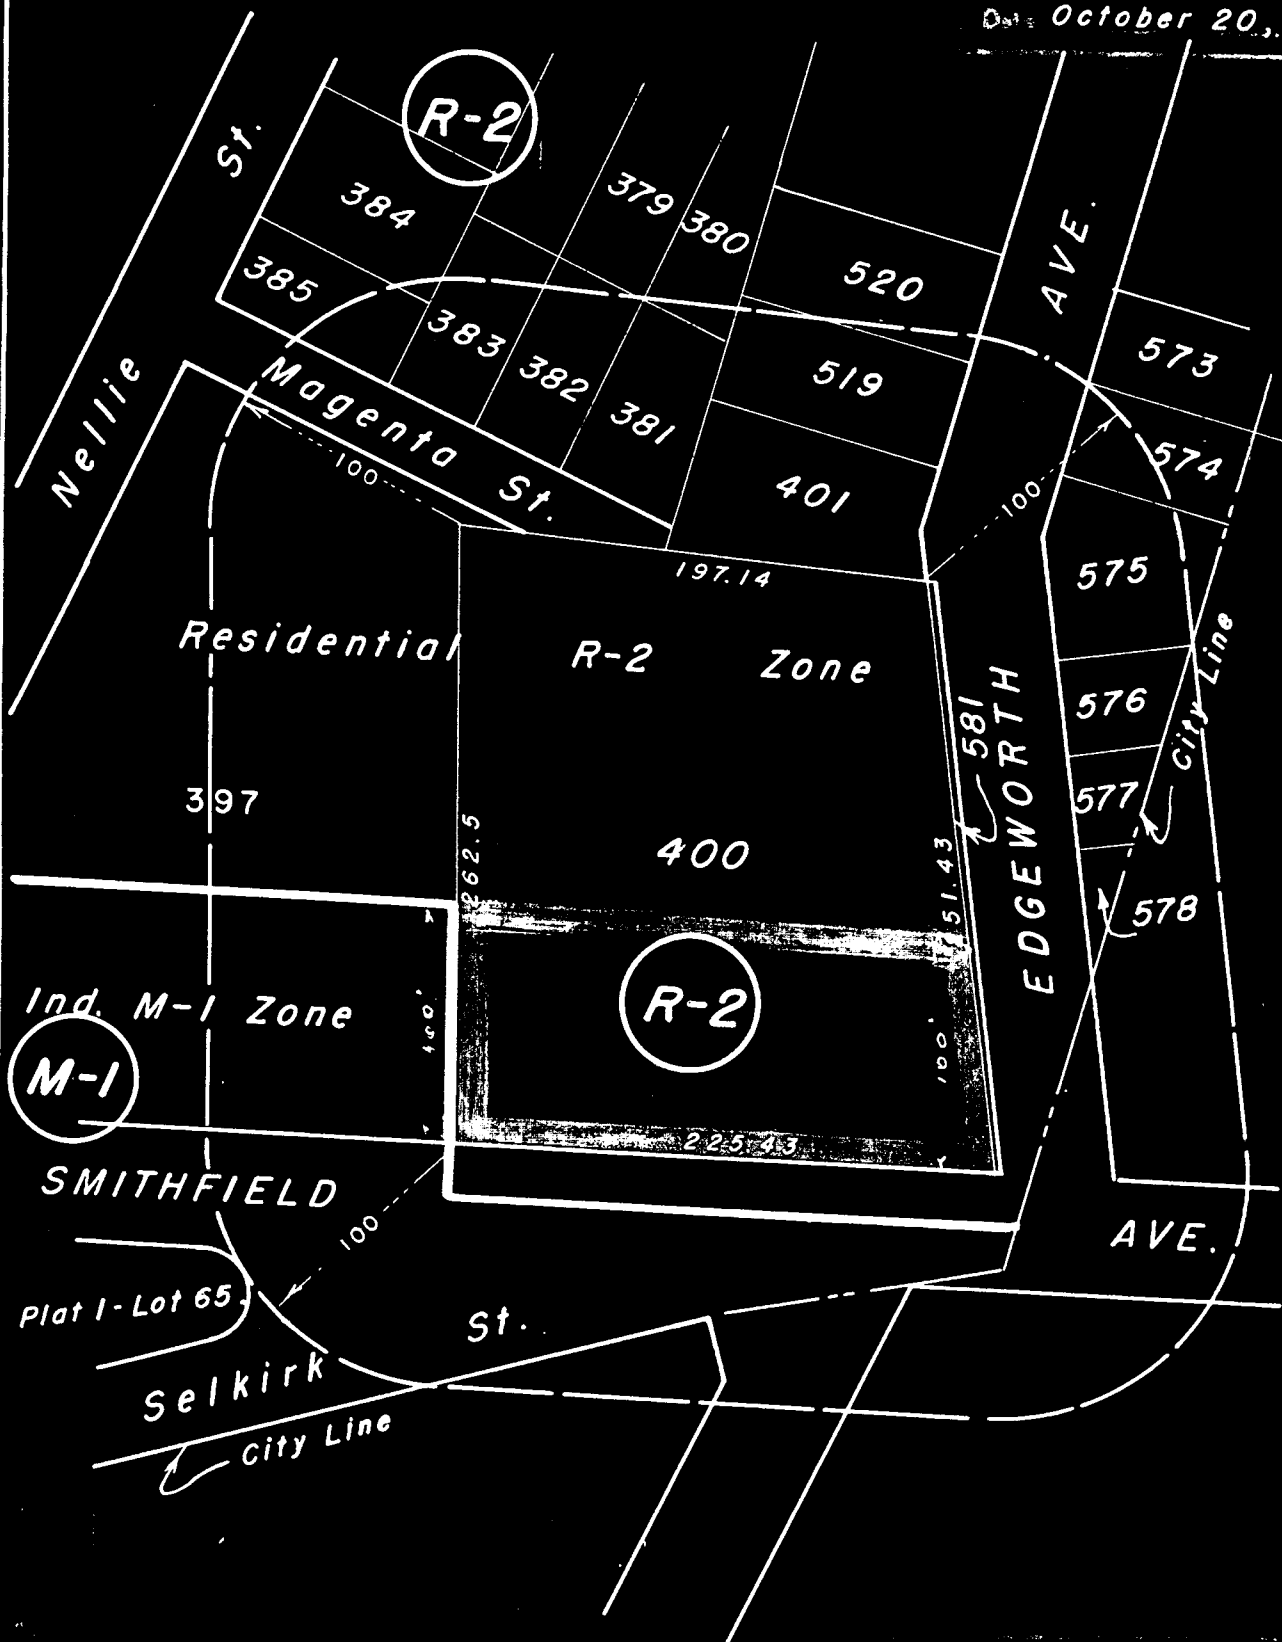 Date October 20,
R-2
St.
384
379
380
AVE.
385
520
383
573
382
519
Nellie
Magenta St.
381
574
100
401
100
197.14
575
Residential R-2 Zone
City Line
576
581
EDGEWORTH
397
577
262.5
400
578
R-2
Ind. M-1 Zone
100'
M-1
225.43
SMITHFIELD
AVE.
100
Plat 1-Lot 65
St.
Selkirk
City Line